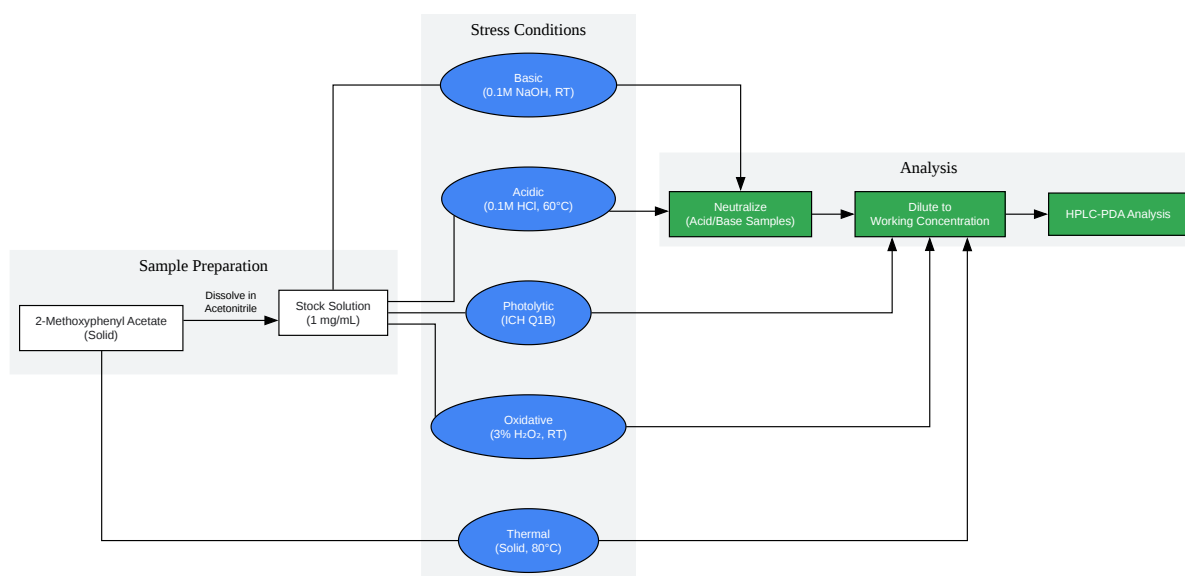 Stress Conditions
Basic
(0.1M NaOH, RT)
Analysis
Acidic
(0.1M HCl, 60°C)
Neutralize
(Acid/Base Samples)
Dilute to
Working Concentration
HPLC-PDA Analysis
Sample Preparation
Dissolve in
Acetonitrile
2-Methoxyphenyl Acetate
(Solid)
Stock Solution
(1 mg/mL)
Photolytic
(ICH Q1B)
Oxidative
(3% H₂O₂, RT)
Thermal
(Solid, 80°C)